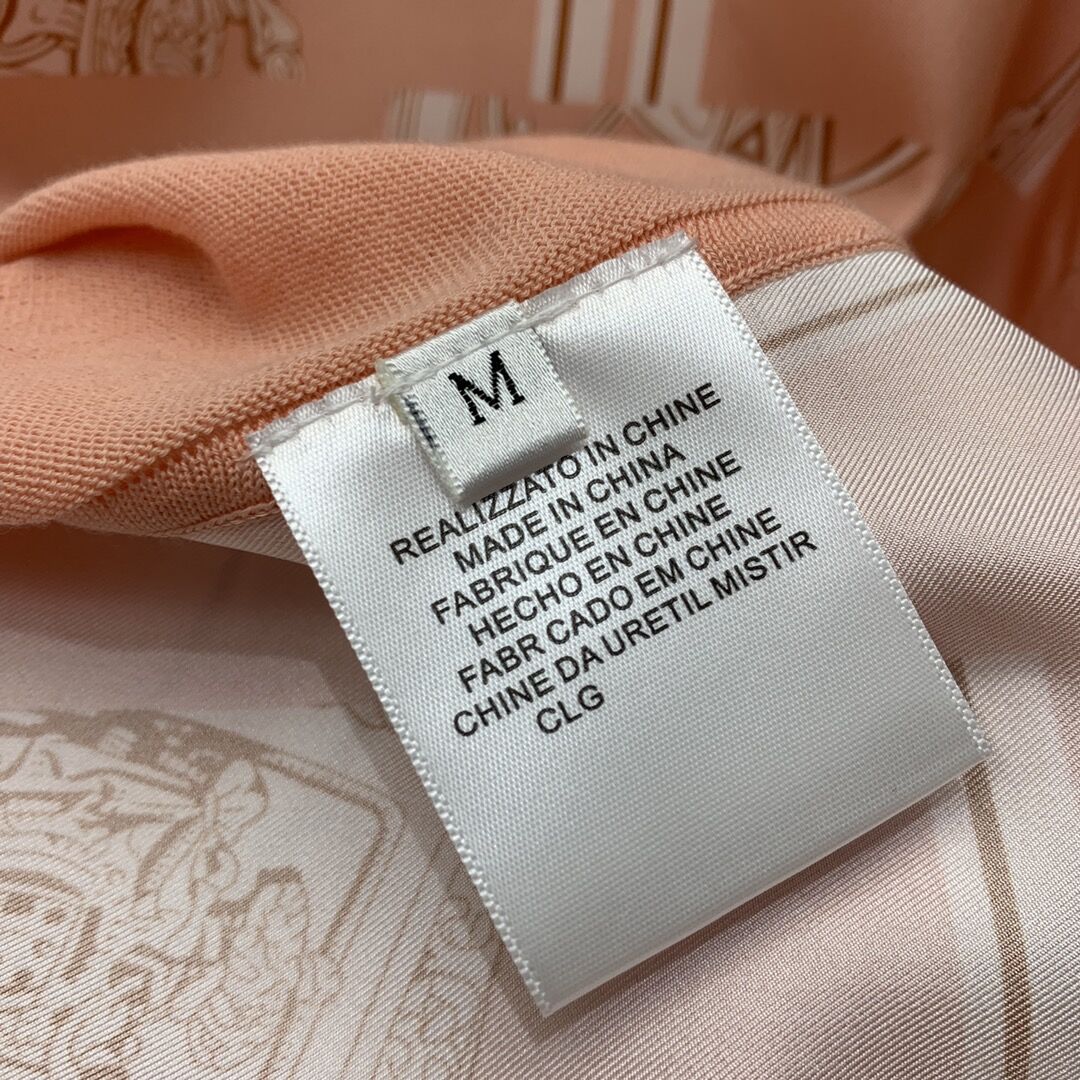 M
REALIZZATO IN CHINE
MADE IN CHINA
FABRIQUE EN CHINE
HECHO EN CHINE
FABR CADO EM CHINE
CHINE DA URETIL MISTIR
CLG